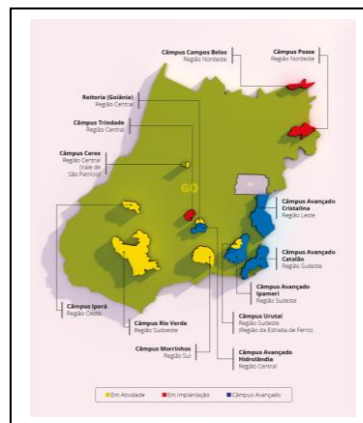 Câmpus Campos Belos
Região Nordeste
Câmpus Posse
Região Nordeste
Reitoria (Goiânia)
Região Central
Câmpus Trindade
Região Central
Câmpus Ceres
Região Central
(Vale de
São Patrício)
GO
DF
Câmpus Avançado
Cristalina
Região Leste
Câmpus Avançado
Catalão
Região Sudeste
Câmpus Avançado
Ipameri
Região Sudeste
Câmpus Iporá
Região Oeste
Câmpus Rio Verde
Região Sudoeste
Câmpus Urutaí
Região Sudeste
(Região da Estrada de Ferro)
Câmpus Morrinhos
Região Sul
Câmpus Avançado
Hidrolândia
Região Central
Em Atividade
Em Implantação
Câmpus Avançado